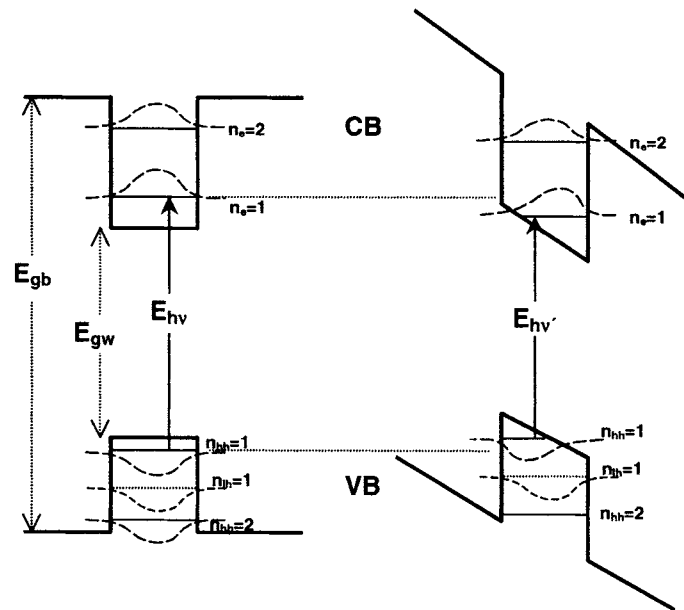 n_e=2
CB
n_e=2
n_e=1
n_e=1
E_gb
E_hν
E_gw
E_hν′
n_hh=1
n_hh=1
n_lh=1
VB
n_lh=1
n_hh=2
n_hh=2